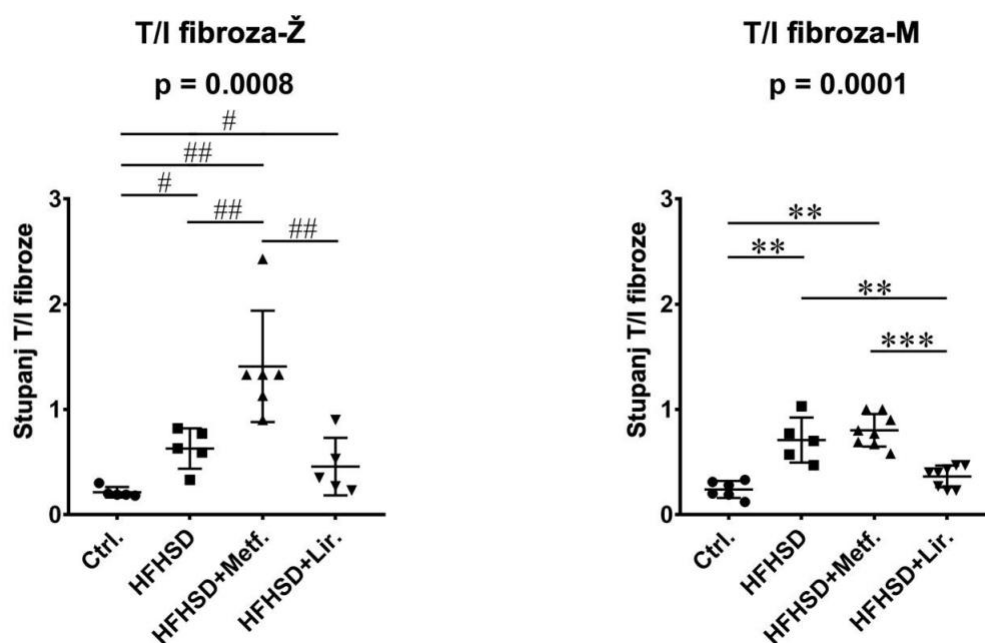 T/I fibroza-Ž
p = 0.0008
#
##
#
##
##
3
2
1
0
Stupanj T/I fibroze
Ctrl.
HFHSD
HFHSD+Metf.
HFHSD+Lir.
T/I fibroza-M
p = 0.0001
**
**
**
***
3
2
1
0
Stupanj T/I fibroze
Ctrl.
HFHSD
HFHSD+Metf.
HFHSD+Lir.